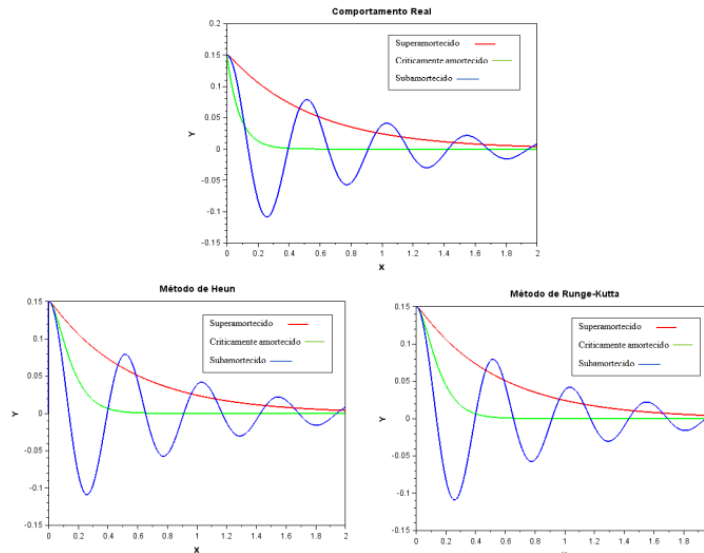 Comportamento Real
0.2
0.15
0.1
0.05
0
-0.05
-0.1
-0.15
Y
Superamortecido
Criticamente amortecido
Subamortecido
0 0.2 0.4 0.6 0.8 1 1.2 1.4 1.6 1.8 2
X
Método de Heun
0.15
0.1
0.05
0
-0.05
-0.1
-0.15
Y
Superamortecido
Criticamente amortecido
Subamortecido
0 0.2 0.4 0.6 0.8 1 1.2 1.4 1.6 1.8 2
X
Método de Runge-Kutta
0.15
0.1
0.05
0
-0.05
-0.1
-0.15
Y
Superamortecido
Criticamente amortecido
Subamortecido
0 0.2 0.4 0.6 0.8 1 1.2 1.4 1.6 1.8